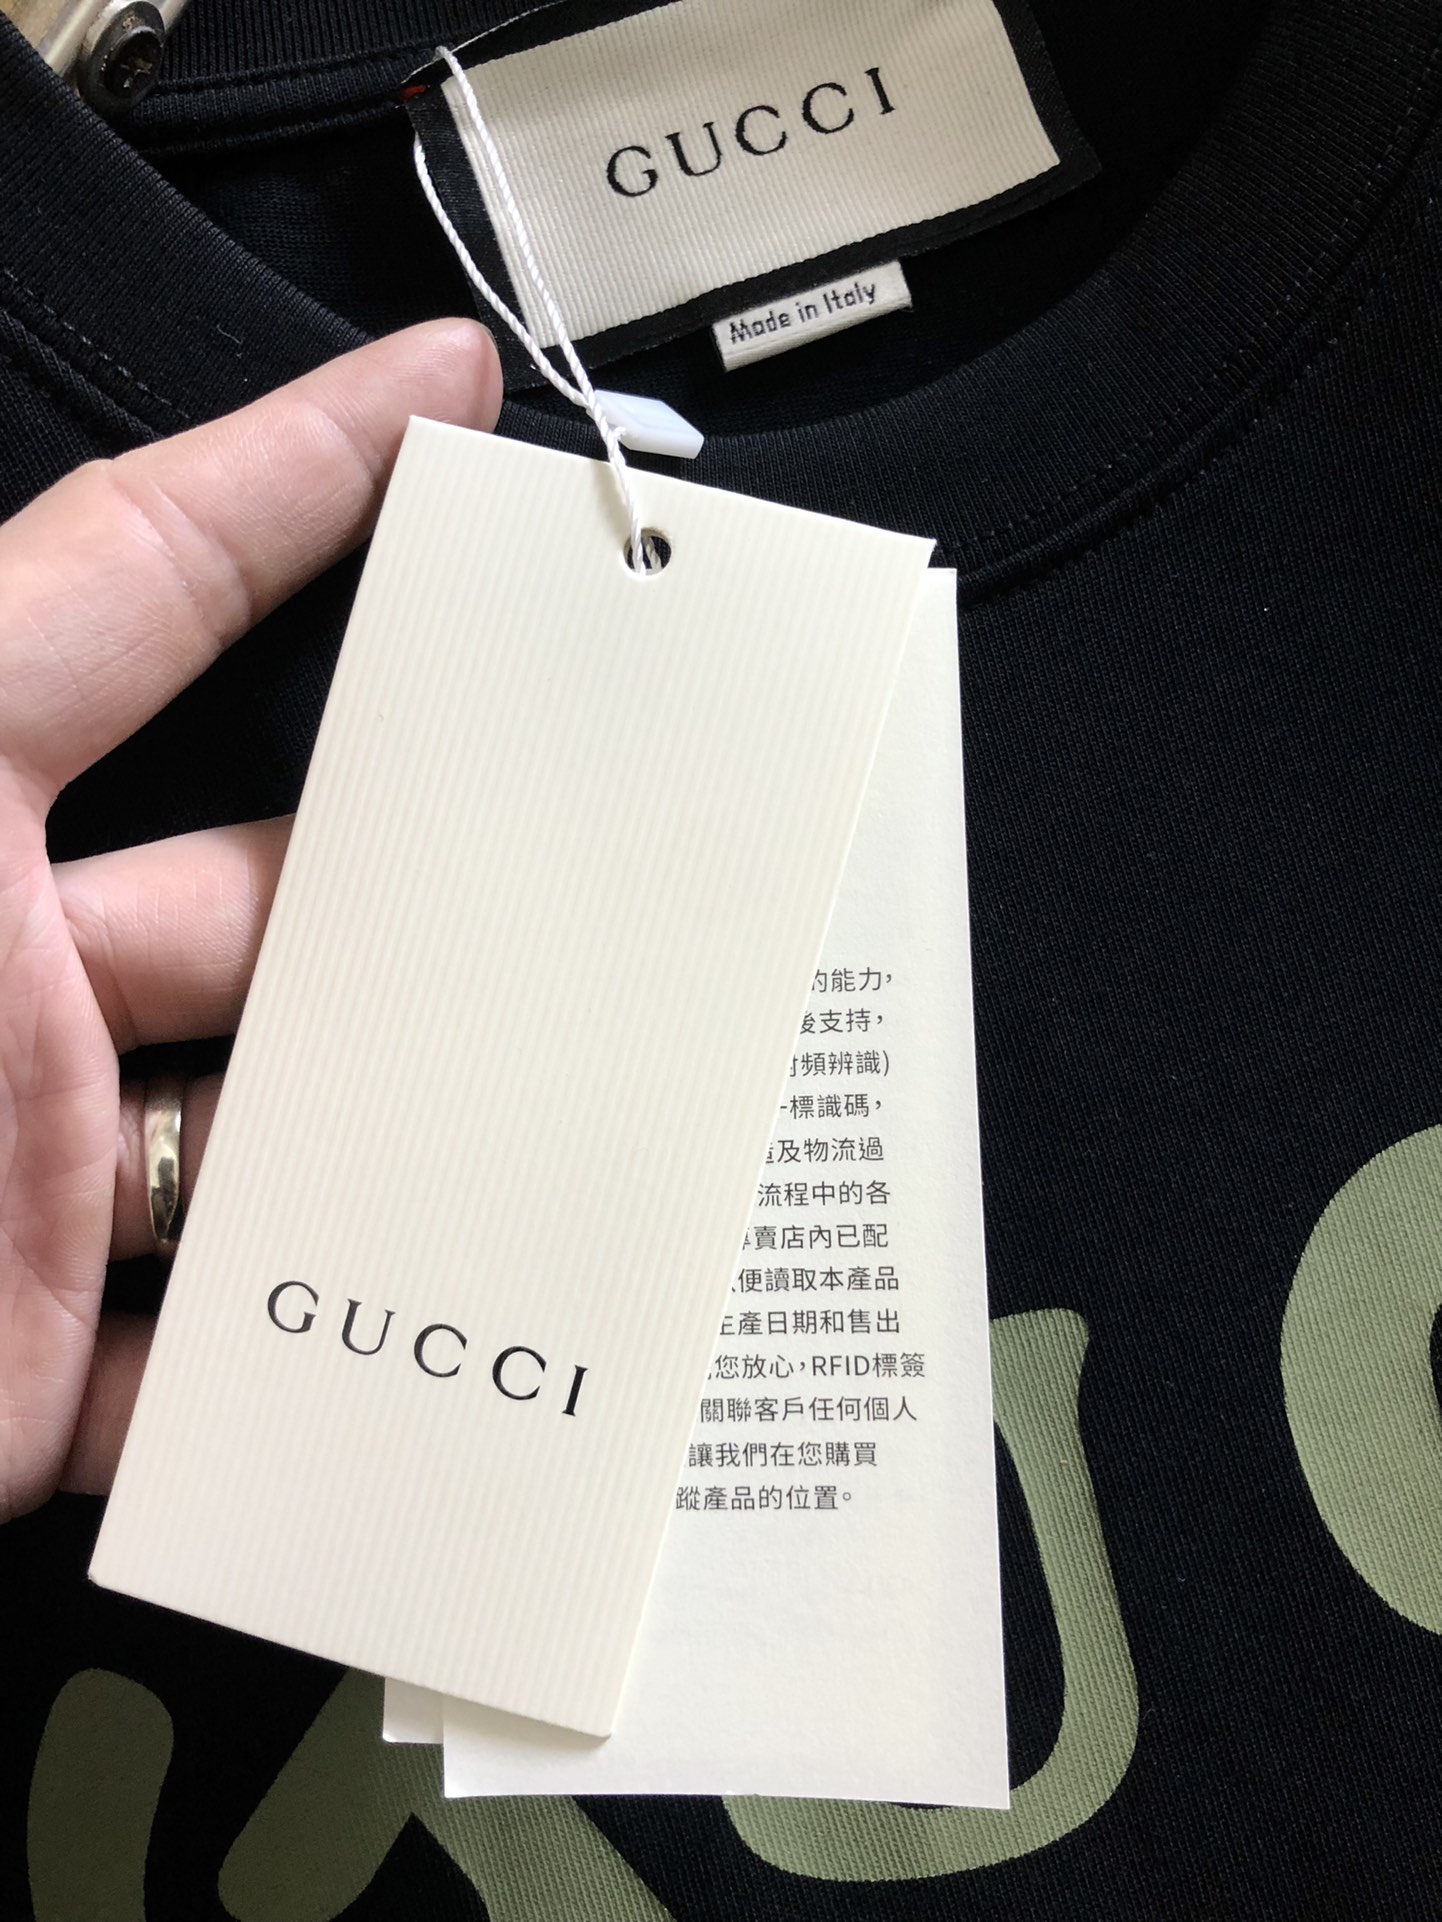 GUCCI
Made in Italy
的能力，
後支持，
射頻辨識)
一標識碼，
造及物流過
流程中的各
專賣店內已配
以便讀取本產品
生產日期和售出
您放心，RFID標簽
關聯客戶任何個人
讓我們在您購買
蹤產品的位置。
GUCCI